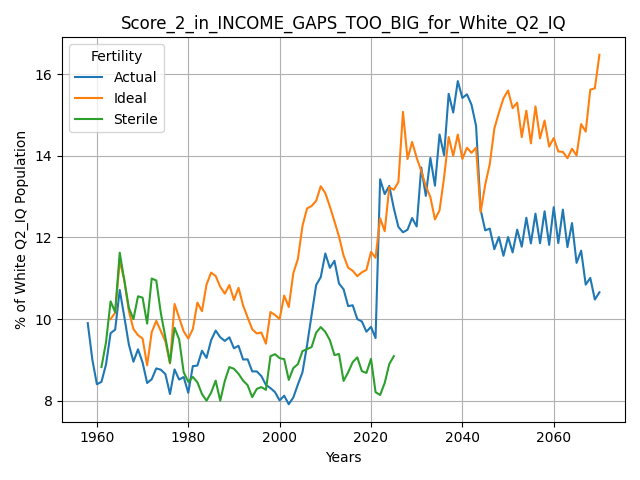 Score_2_in_INCOME_GAPS_TOO_BIG_for_White_Q2_IQ
Fertility
Actual
Ideal
Sterile
% of White Q2_IQ Population
16
14
12
10
8
1960
1980
2000
2020
2040
2060
Years